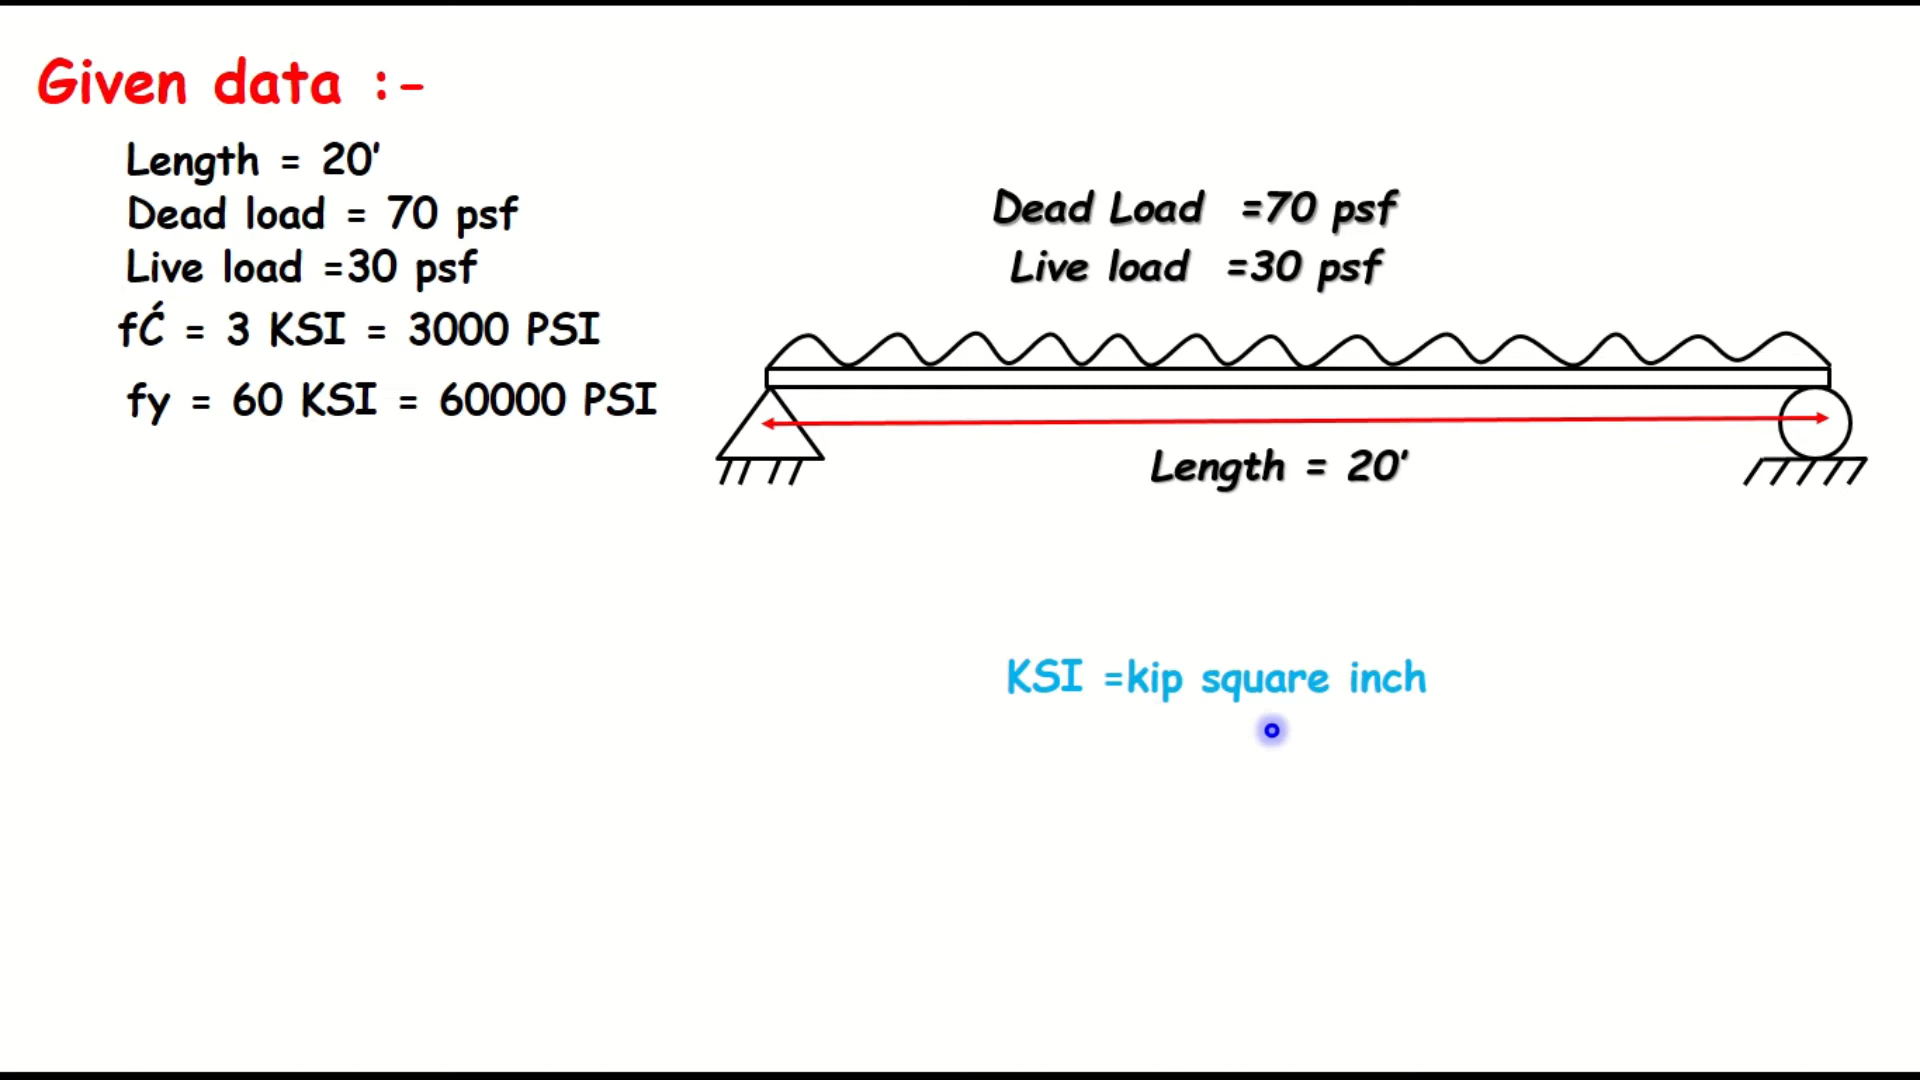 Given data :-
Length = 20'
Dead load = 70 psf
Live load =30 psf
fĆ = 3 KSI = 3000 PSI
fy = 60 KSI = 60000 PSI
Dead Load =70 psf
Live load =30 psf
Length = 20'
KSI =kip square inch